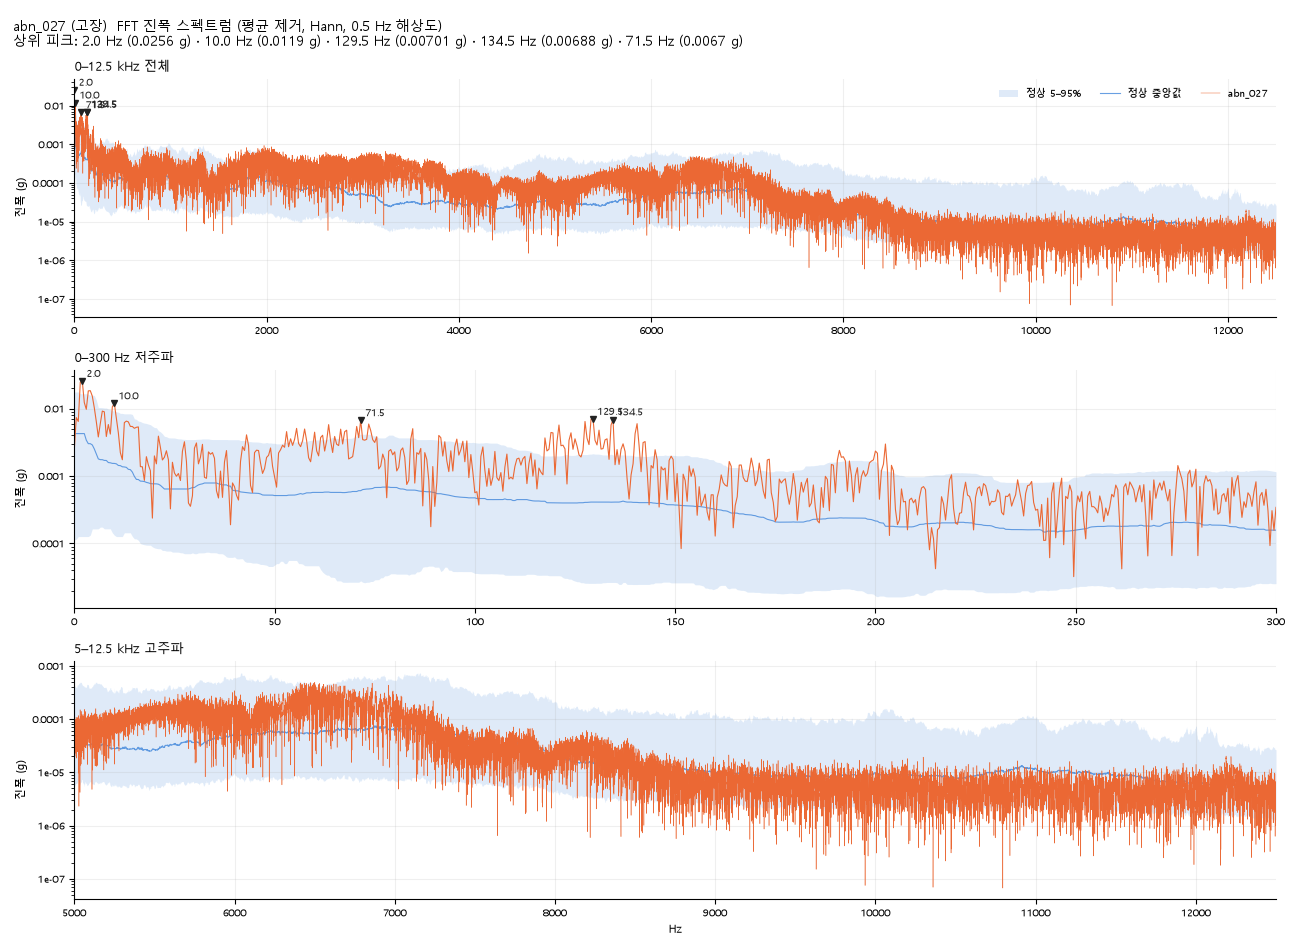 abn_027 (고장)  FFT 진폭 스펙트럼 (평균 제거, Hann, 0.5 Hz 해상도)
상위 피크: 2.0 Hz (0.0256 g) · 10.0 Hz (0.0119 g) · 129.5 Hz (0.00701 g) · 134.5 Hz (0.00688 g) · 71.5 Hz (0.0067 g)
0–12.5 kHz 전체
2.0
10.0
정상 5–95%
정상 중앙값
abn_027
0.01
0.001
0.0001
1e-05
1e-06
1e-07
진폭 (g)
0 2000 4000 6000 8000 10000 12000
0–300 Hz 저주파
2.0
10.0
71.5
129.5
134.5
0.01
0.001
0.0001
진폭 (g)
0 50 100 150 200 250 300
5–12.5 kHz 고주파
0.001
0.0001
1e-05
1e-06
1e-07
진폭 (g)
5000 6000 7000 8000 9000 10000 11000 12000
Hz